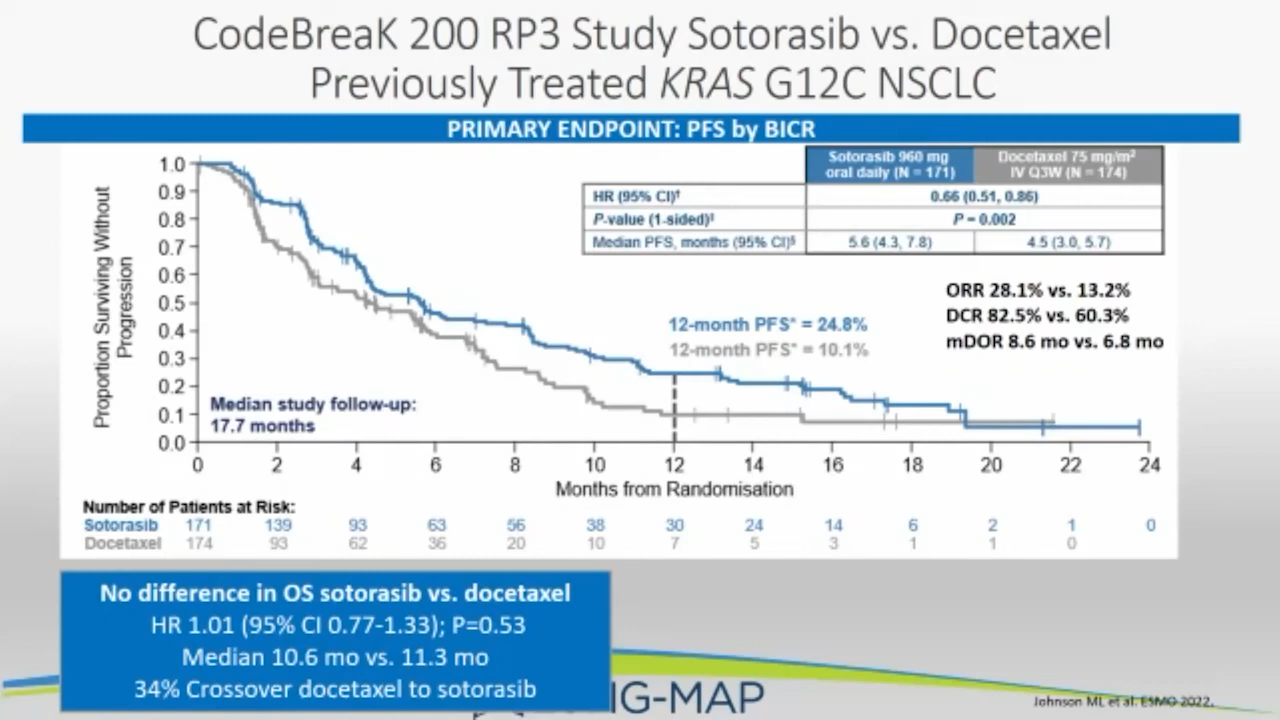 CodeBreaK 200 RP3 Study Sotorasib vs. Docetaxel
Previously Treated KRAS G12C NSCLC
PRIMARY ENDPOINT: PFS by BICR
Sotorasib 960 mg
oral daily (N = 171)
Docetaxel 75 mg/m²
IV Q3W (N = 174)
HR (95% CI)† 0.66 (0.51, 0.86)
P-value (1-sided)‡ P = 0.002
Median PFS, months (95% CI)§ 5.6 (4.3, 7.8) 4.5 (3.0, 5.7)
Proportion Surviving Without
Progression
1.0
0.9
0.8
0.7
0.6
0.5
0.4
0.3
0.2
0.1
0.0
ORR 28.1% vs. 13.2%
DCR 82.5% vs. 60.3%
mDOR 8.6 mo vs. 6.8 mo
12-month PFS* = 24.8%
12-month PFS* = 10.1%
Median study follow-up:
17.7 months
0 2 4 6 8 10 12 14 16 18 20 22 24
Months from Randomisation
Number of Patients at Risk:
Sotorasib 171 139 93 63 56 38 30 24 14 6 2 1 0
Docetaxel 174 93 62 36 20 10 7 5 3 1 1 0
No difference in OS sotorasib vs. docetaxel
HR 1.01 (95% CI 0.77-1.33); P=0.53
Median 10.6 mo vs. 11.3 mo
34% Crossover docetaxel to sotorasib
IG-MAP
Johnson ML et al. ESMO 2022.